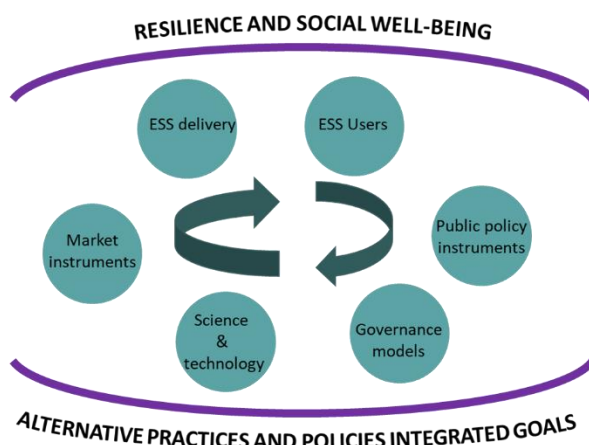 RESILIENCE AND SOCIAL WELL-BEING
ESS delivery
ESS Users
Market
instruments
Public policy
instruments
Science
&
technology
Governance
models
ALTERNATIVE PRACTICES AND POLICIES INTEGRATED GOALS